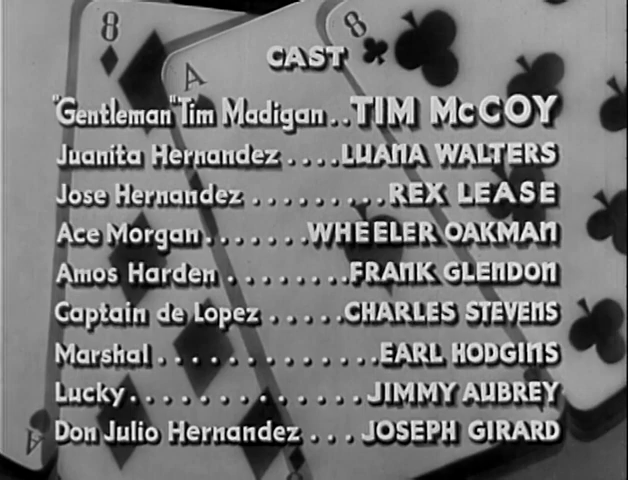 8
8
A
CAST
"Gentleman" Tim Madigan..TIM McCOY
Juanita Hernandez....LUANA WALTERS
Jose Hernandez.........REX LEASE
Ace Morgan.......WHEELER OAKMAN
Amos Harden........FRANK GLENDON
Captain de Lopez.....CHARLES STEVENS
Marshal.............EARL HODGINS
Lucky.............JIMMY AUBREY
Don Julio Hernandez...JOSEPH GIRARD
A